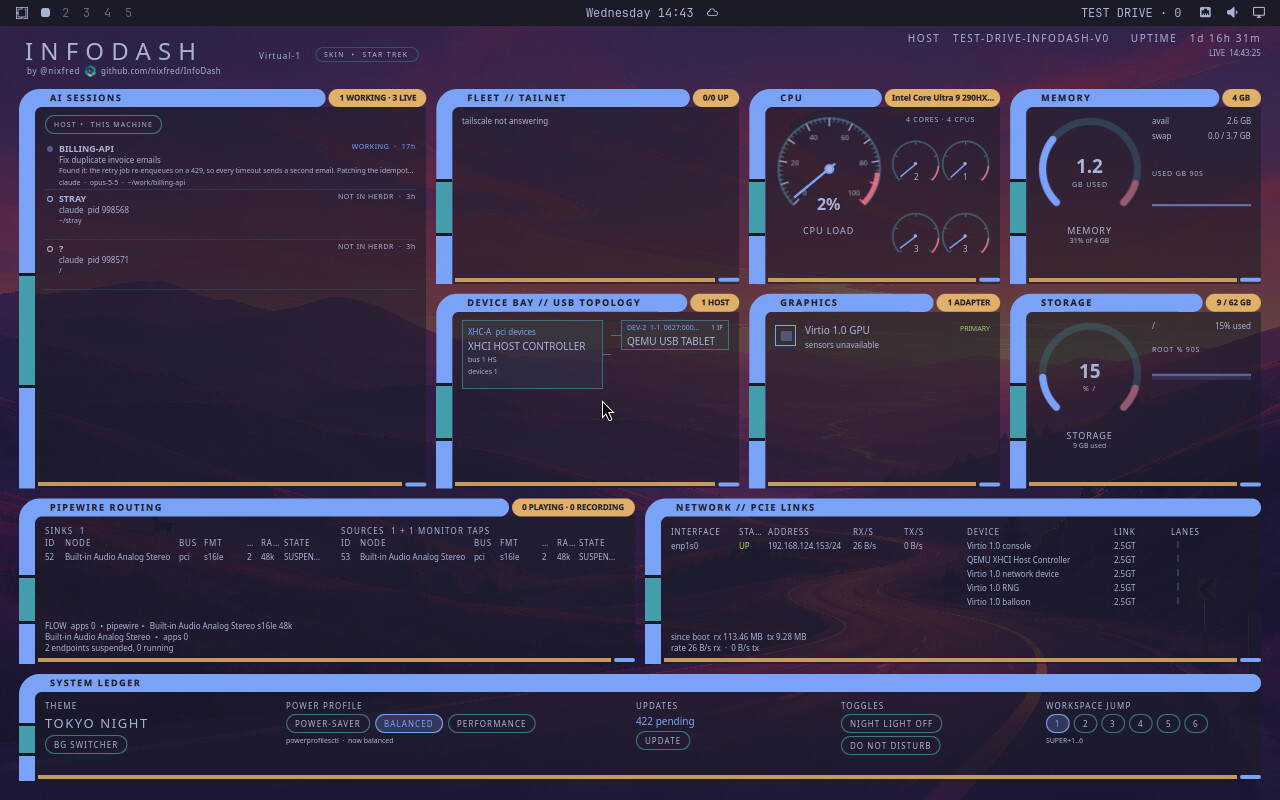 2 3 4 5
Wednesday 14:43
TEST DRIVE · 0
INFODASH
by @nixfred github.com/nixfred/InfoDash
Virtual-1
SKIN • STAR TREK
HOST TEST-DRIVE-INFODASH-V0 UPTIME 1d 16h 31m
LIVE 14:43:25
AI SESSIONS
1 WORKING · 3 LIVE
HOST • THIS MACHINE
BILLING-API
WORKING · 17h
Fix duplicate invoice emails
Found it: the retry job re-enqueues on a 429, so every timeout sends a second email. Patching the idempot...
claude · opus-5-5 · ~/work/billing-api
STRAY
NOT IN HERDR · 3h
claude pid 998568
~/stray
?
NOT IN HERDR · 3h
claude pid 998571
/
FLEET // TAILNET
0/0 UP
tailscale not answering
CPU
Intel Core Ultra 9 290HX...
4 CORES · 4 CPUS
0 20 40 60 80 100
2%
CPU LOAD
2
1
3
3
MEMORY
4 GB
1.2
GB USED
MEMORY
31% of 4 GB
avail 2.6 GB
swap 0.0 / 3.7 GB
USED GB 90S
DEVICE BAY // USB TOPOLOGY
1 HOST
XHC-A pci devices
XHCI HOST CONTROLLER
bus 1 HS
devices 1
DEV-2 1-1 0627:000... 1 IF
QEMU USB TABLET
GRAPHICS
1 ADAPTER
Virtio 1.0 GPU
PRIMARY
sensors unavailable
STORAGE
9 / 62 GB
15
% /
STORAGE
9 GB used
/ 15% used
ROOT % 90S
PIPEWIRE ROUTING
0 PLAYING · 0 RECORDING
SINKS 1
ID NODE BUS FMT ... RA... STATE
52 Built-in Audio Analog Stereo pci s16le 2 48k SUSPEN...
SOURCES 1 + 1 MONITOR TAPS
ID NODE BUS FMT ... RA... STATE
53 Built-in Audio Analog Stereo pci s16le 2 48k SUSPEN...
FLOW apps 0 • pipewire • Built-in Audio Analog Stereo s16le 48k
Built-in Audio Analog Stereo • apps 0
2 endpoints suspended, 0 running
NETWORK // PCIE LINKS
INTERFACE STA... ADDRESS RX/S TX/S
enp1s0 UP 192.168.124.153/24 26 B/s 0 B/s
since boot rx 113.46 MB tx 9.28 MB
rate 26 B/s rx · 0 B/s tx
DEVICE LINK LANES
Virtio 1.0 console 2.5GT
QEMU XHCI Host Controller 2.5GT
Virtio 1.0 network device 2.5GT
Virtio 1.0 RNG 2.5GT
Virtio 1.0 balloon 2.5GT
SYSTEM LEDGER
THEME
TOKYO NIGHT
BG SWITCHER
POWER PROFILE
POWER-SAVER BALANCED PERFORMANCE
powerprofilesctl · now balanced
UPDATES
422 pending
UPDATE
TOGGLES
NIGHT LIGHT OFF
DO NOT DISTURB
WORKSPACE JUMP
1 2 3 4 5 6
SUPER+1..6